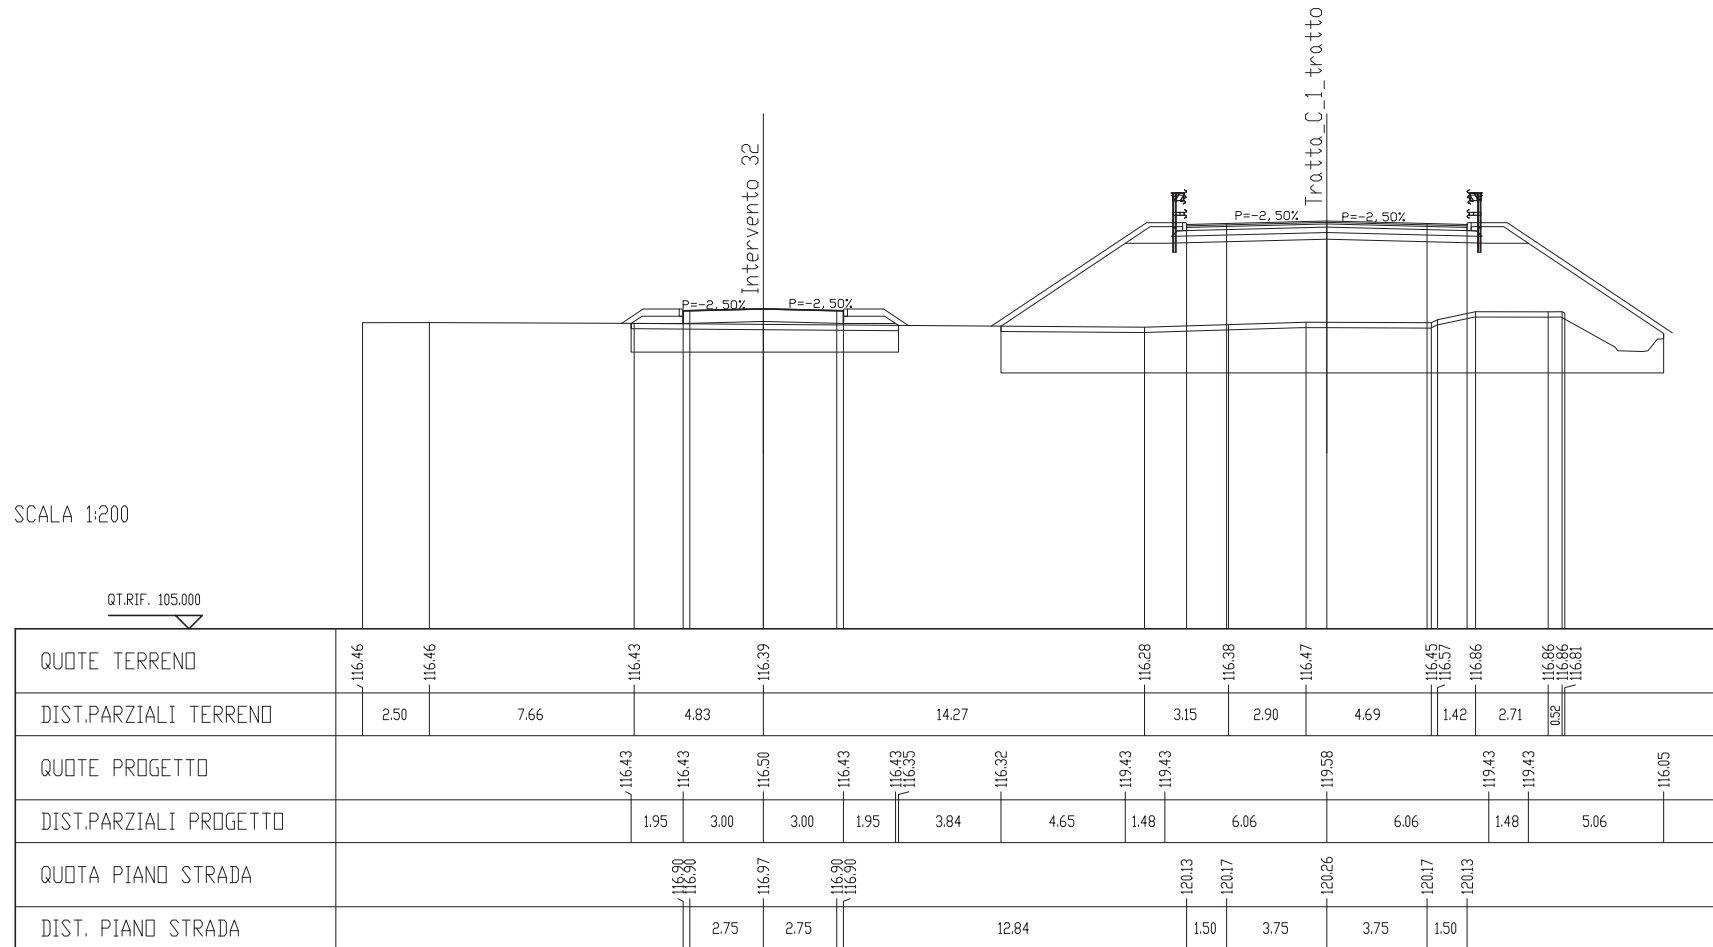 Tratta_C_1_tratto
Intervento 32
P=-2,50% P=-2,50%
P=-2,50% P=-2,50%
SCALA 1:200
QT.RIF. 105.000
QUOTE TERRENO 116.46 116.46 116.43 116.39 116.28 116.38 116.47 116.45 116.57 116.86 116.86 116.86 116.81
DIST.PARZIALI TERRENO 2.50 7.66 4.83 14.27 3.15 2.90 4.69 1.42 2.71 0.52
QUOTE PROGETTO 116.43 116.43 116.50 116.43 116.43 116.35 116.32 119.43 119.43 119.58 119.43 119.43 116.05
DIST.PARZIALI PROGETTO 1.95 3.00 3.00 1.95 3.84 4.65 1.48 6.06 6.06 1.48 5.06
QUOTA PIANO STRADA 116.90 116.90 116.97 116.90 116.90 120.13 120.17 120.26 120.17 120.13
DIST. PIANO STRADA 2.75 2.75 12.84 1.50 3.75 3.75 1.50